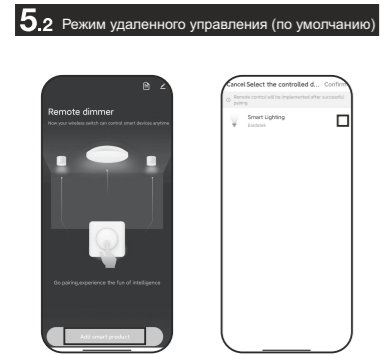 5.2 Режим удаленного управления (по умолчанию)
Remote dimmer
Now your wireless switch can control smart devices anytime
Go pairing,experience the fun of intelligence
Add smart product
Cancel Select the controlled d... Confirm
Remote control will be implemented after successful
pairing
Smart Lighting